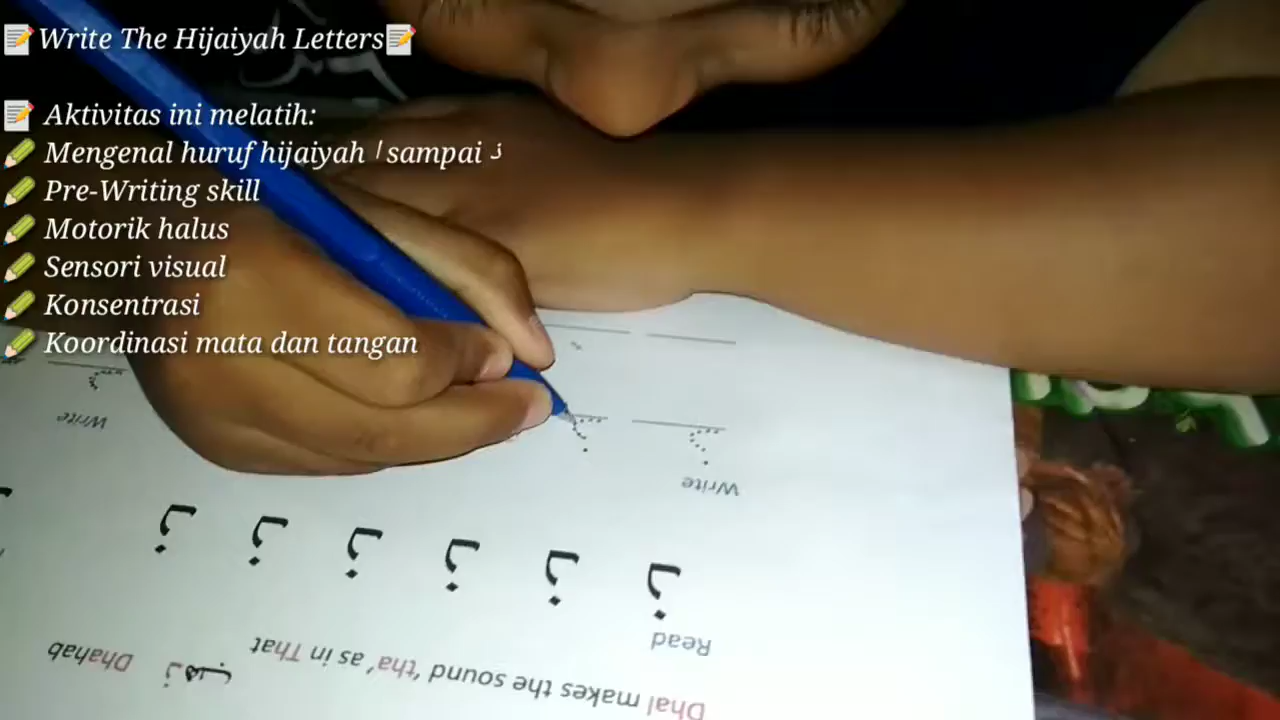 📝Write The Hijaiyah Letters📝
📝 Aktivitas ini melatih:
Mengenal huruf hijaiyah ا sampai ذ
Pre-Writing skill
Motorik halus
Sensori visual
Konsentrasi
Koordinasi mata dan tangan
Dhal makes the sound ‘tha’ as in That ذهب Dhahab
Read
ذ ذ ذ ذ ذ ذ
Write Write
ذ ذ ذ